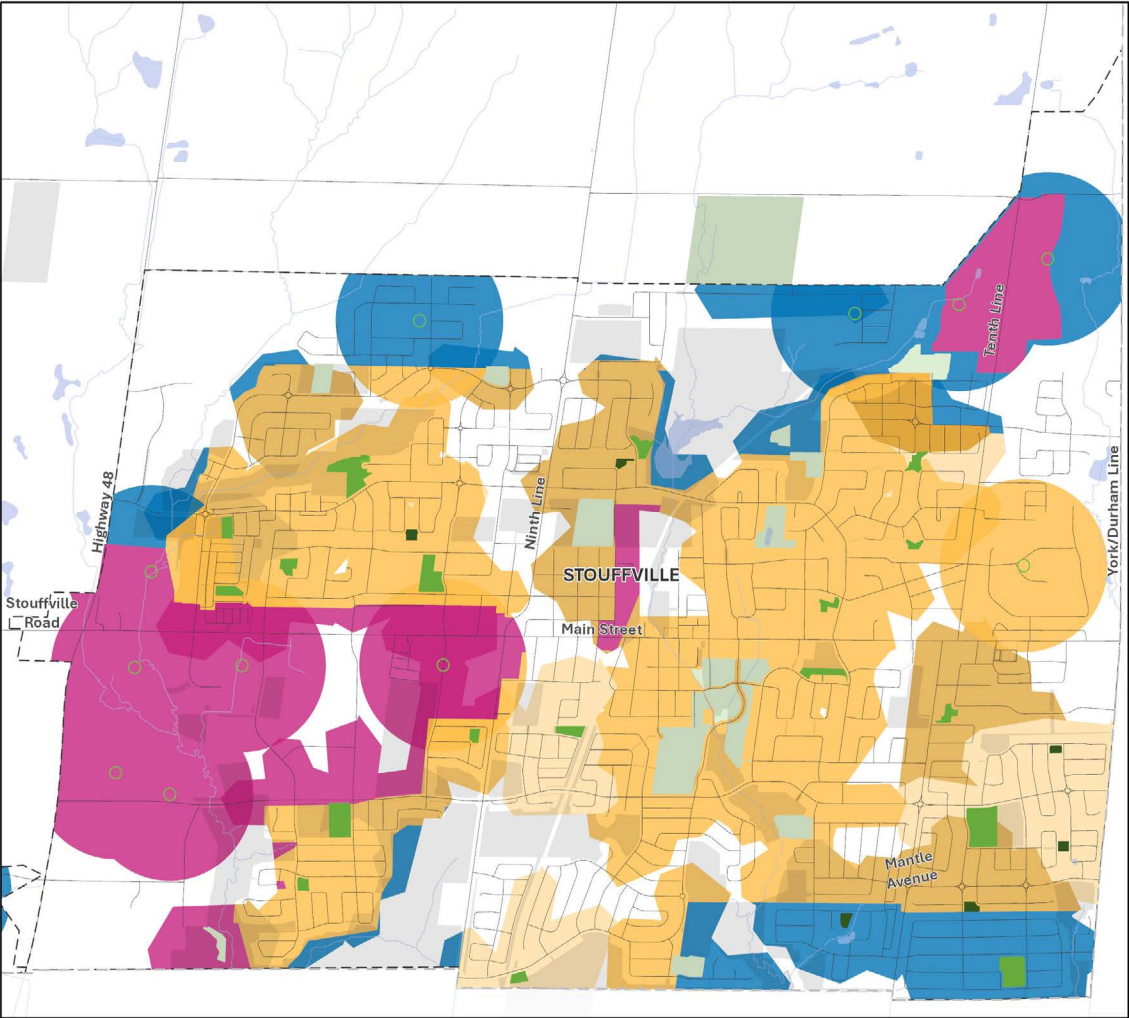 Tenth Line
Highway 48
Ninth Line
York/Durham Line
STOUFFVILLE
Stouffville
Road
Main Street
Mantle
Avenue